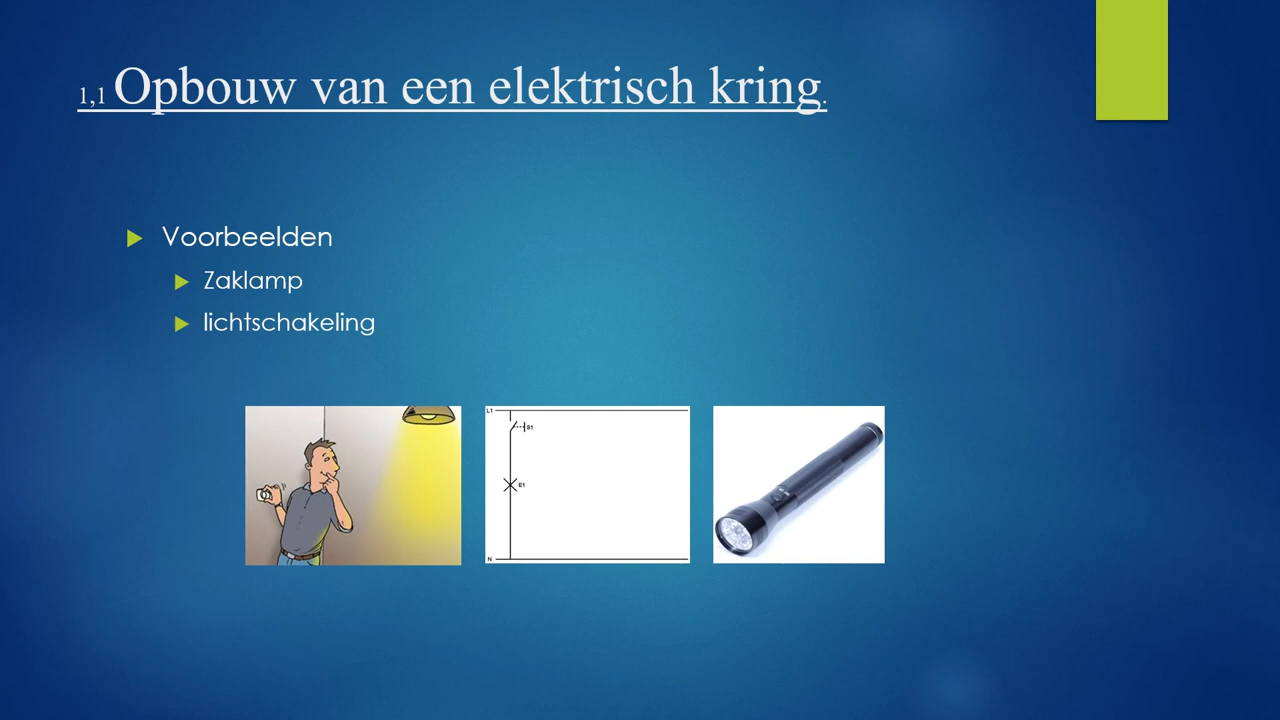 1,1 Opbouw van een elektrisch kring.
Voorbeelden
Zaklamp
lichtschakeling
L1
S1
E1
N